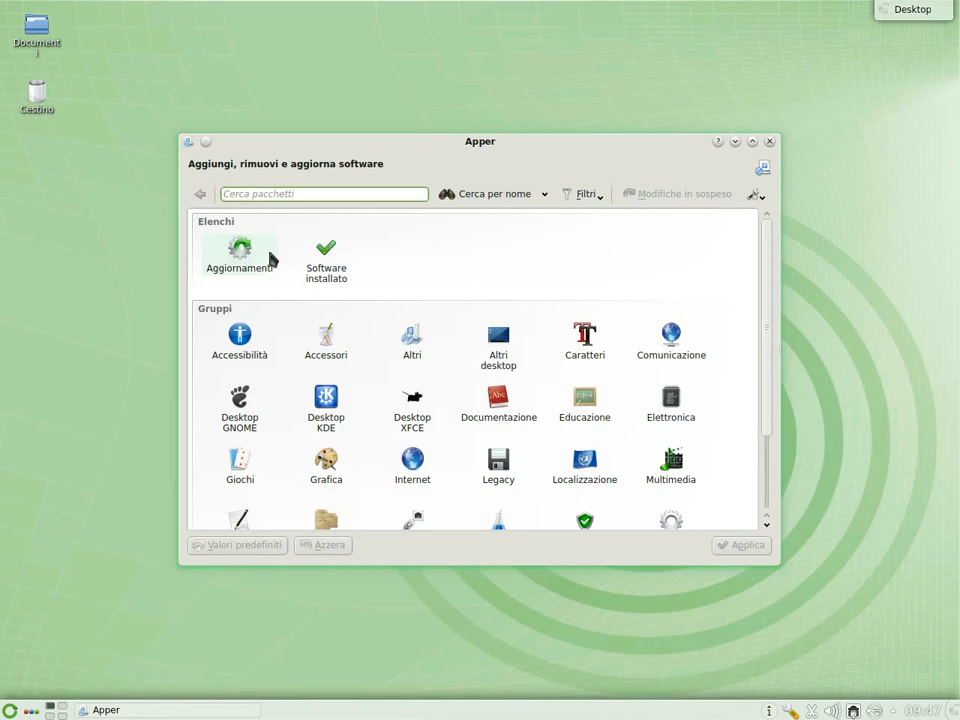 Desktop
Document
i
Cestino
Apper
Aggiungi, rimuovi e aggiorna software
Cerca pacchetti
Cerca per nome
Filtri
Modifiche in sospeso
Elenchi
Aggiornamenti
Software
installato
Gruppi
Accessibilità
Accessori
Altri
Altri
desktop
Caratteri
Comunicazione
Desktop
GNOME
Desktop
KDE
Desktop
XFCE
Abc
Documentazione
Educazione
Elettronica
Giochi
Grafica
Internet
Legacy
Localizzazione
Multimedia
Valori predefiniti
Azzera
Applica
Apper
09:47